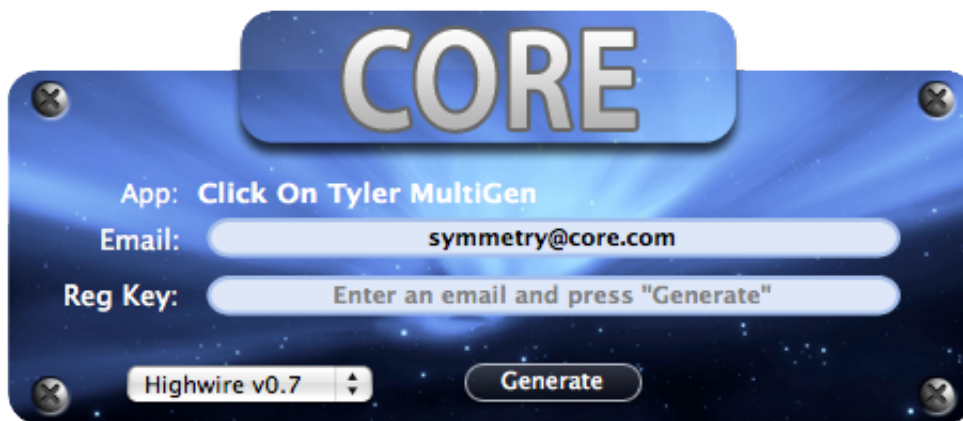 CORE
App: Click On Tyler MultiGen
Email: symmetry@core.com
Reg Key: Enter an email and press "Generate"
Highwire v0.7 Generate